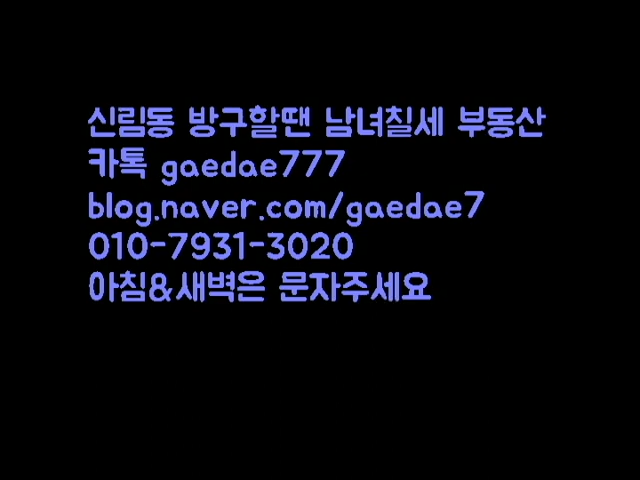 신림동 방구할땐 남녀칠세 부동산
카톡 gaedae777
blog.naver.com/gaedae7
010-7931-3020
아침&새벽은 문자주세요